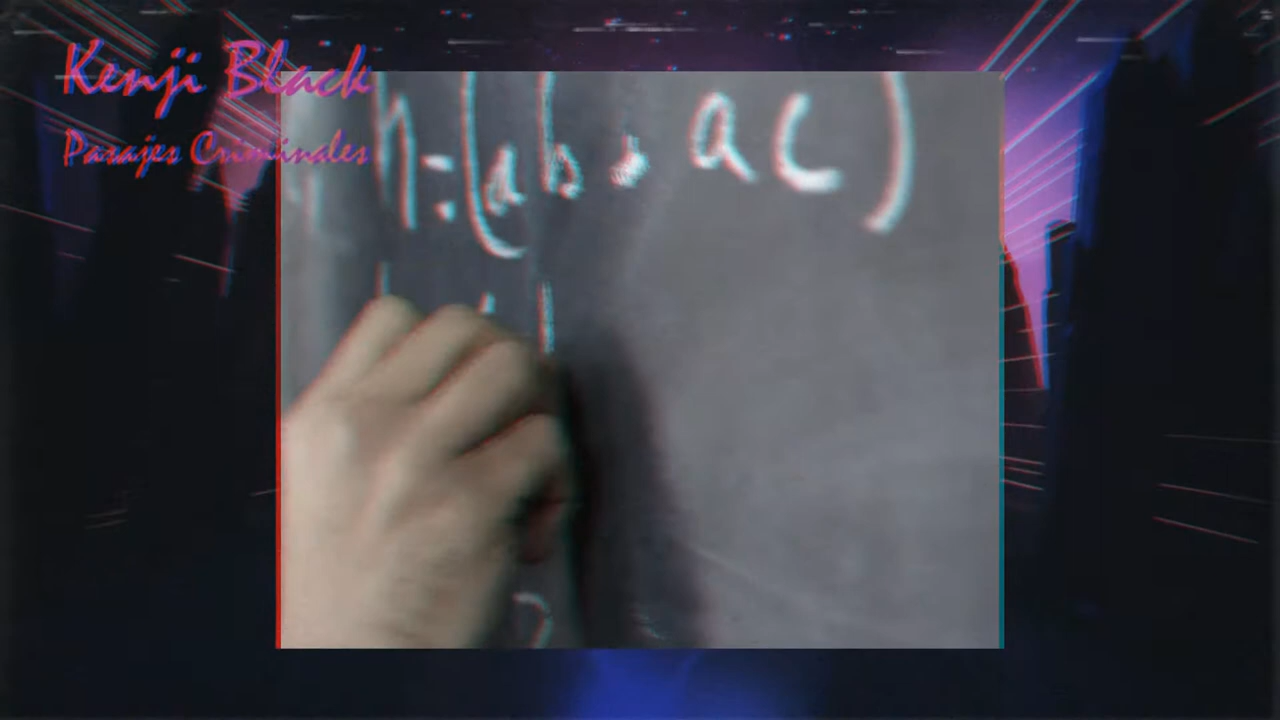 Kenji Black
Parajes Criminales
h=(ab + ac)